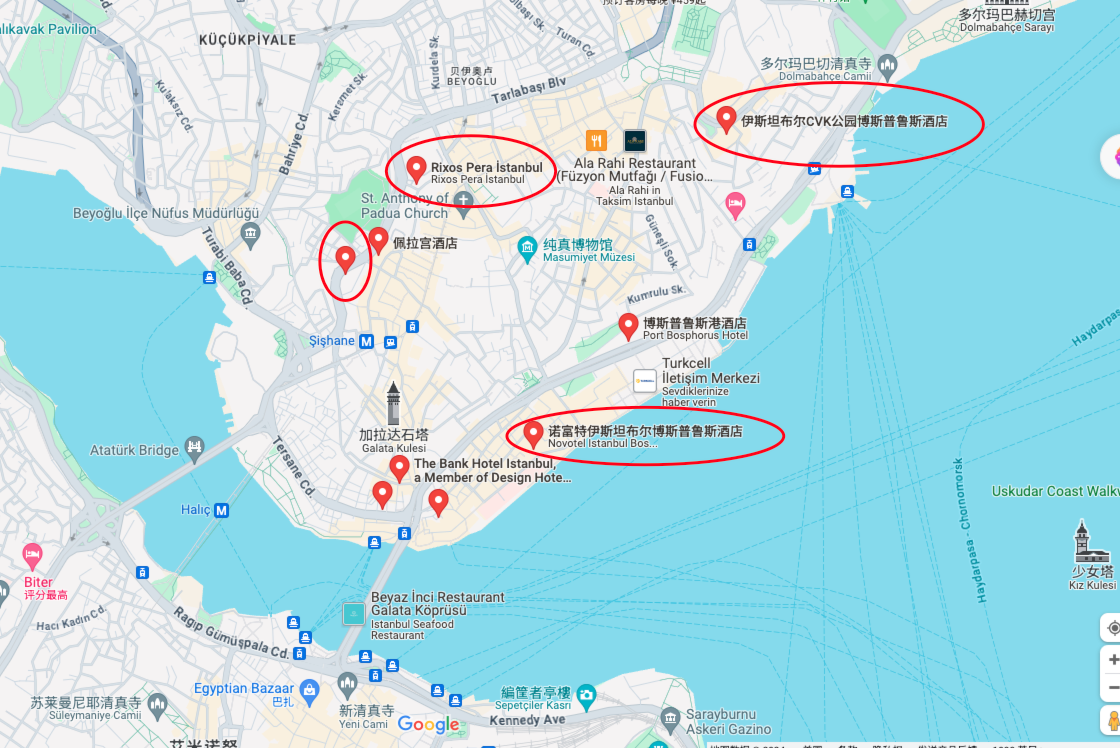 alıkavak Pavilion
KÜÇÜKPİYALE
Kulaksız Cd.
Bahriye Cd.
Keremet Sk.
Kurdela Sk.
贝伊奥卢
BEYOĞLU
Tarlabaşı Blv
Turan Cd.
多尔玛巴赫切宫
Dolmabahçe Sarayı
多尔玛巴切清真寺
Dolmabahçe Camii
伊斯坦布尔CVK公园博斯普鲁斯酒店
Rixos Pera İstanbul
Rixos Pera İstanbul
Ala Rahi Restaurant
(Füzyon Mutfağı / Fusio...
Ala Rahi in
Taksim Istanbul
St. Anthony of
Padua Church
Beyoğlu İlçe Nüfus Müdürlüğü
佩拉宫酒店
纯真博物馆
Masumiyet Müzesi
Güneşli Sok.
Turabi Baba Cd.
Kumrulu Sk.
Şişhane
M
博斯普鲁斯港酒店
Port Bosphorus Hotel
Haydarpas
Turkcell
İletişim Merkezi
Sevdiklerinize
haber verin
加拉达石塔
Galata Kulesi
诺富特伊斯坦布尔博斯普鲁斯酒店
Novotel Istanbul Bos...
Atatürk Bridge
Tersane Cd.
The Bank Hotel Istanbul,
a Member of Design Hote...
Haliç
M
Haydarpasa - Chornomorsk
Uskudar Coast Walkw
少女塔
Kız Kulesi
Biter
评分最高
Hacı Kadın Cd.
Ragıp Gümüşpala Cd.
Beyaz İnci Restaurant
Galata Köprüsü
Istanbul Seafood
Restaurant
Egyptian Bazaar
巴扎
苏莱曼尼耶清真寺
Süleymaniye Camii
新清真寺
Yeni Cami
Google
編筐者亭樓
Sepetçiler Kasrı
Kennedy Ave
Sarayburnu
Askeri Gazino